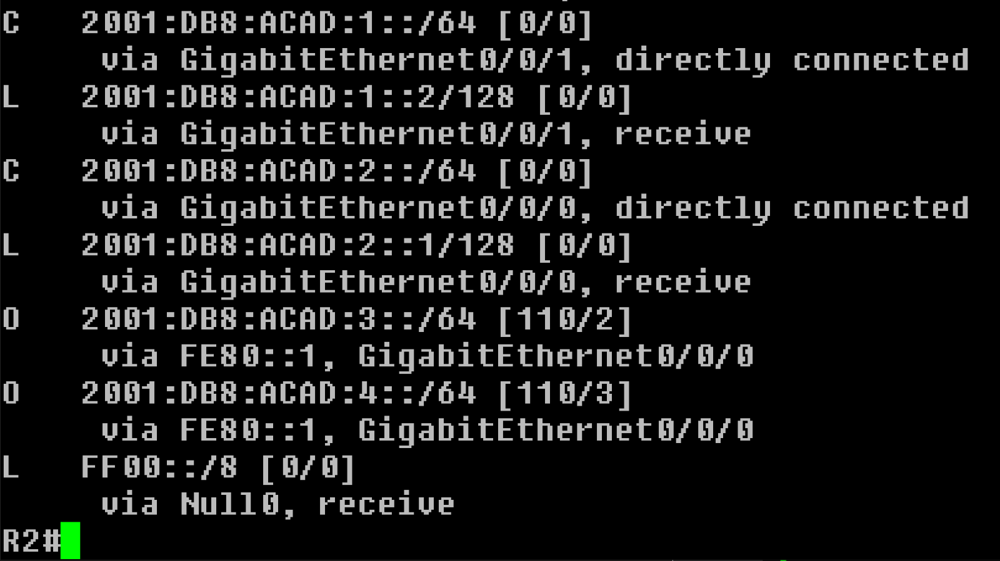 C   2001:DB8:ACAD:1::/64 [0/0]
     via GigabitEthernet0/0/1, directly connected
L   2001:DB8:ACAD:1::2/128 [0/0]
     via GigabitEthernet0/0/1, receive
C   2001:DB8:ACAD:2::/64 [0/0]
     via GigabitEthernet0/0/0, directly connected
L   2001:DB8:ACAD:2::1/128 [0/0]
     via GigabitEthernet0/0/0, receive
O   2001:DB8:ACAD:3::/64 [110/2]
     via FE80::1, GigabitEthernet0/0/0
O   2001:DB8:ACAD:4::/64 [110/3]
     via FE80::1, GigabitEthernet0/0/0
L   FF00::/8 [0/0]
     via Null0, receive
R2#